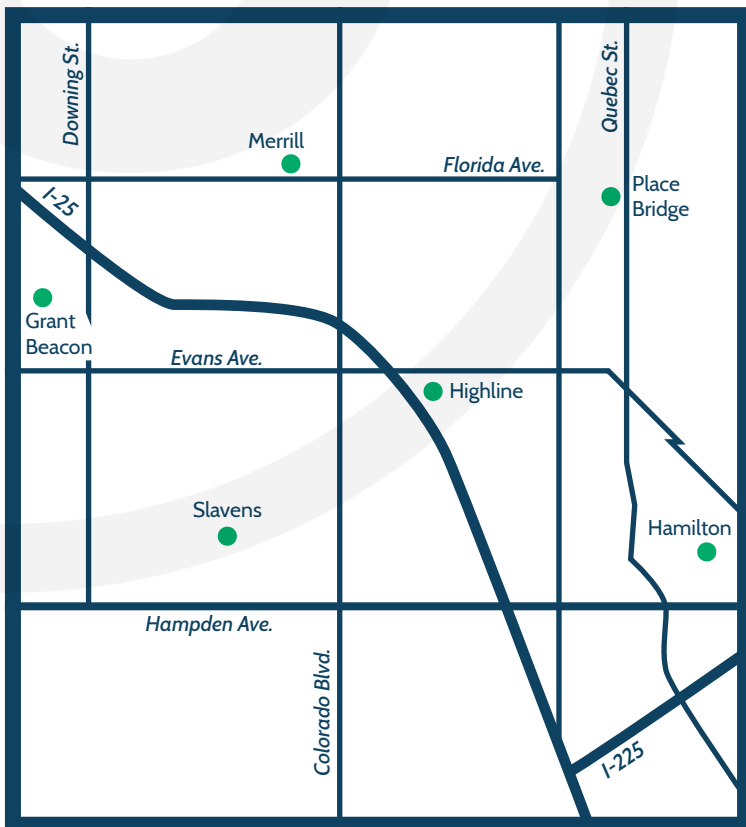 Downing St.
Quebec St.
Merrill
Florida Ave.
Place
Bridge
I-25
Grant
Beacon
Evans Ave.
Highline
Slavens
Hamilton
Hampden Ave.
Colorado Blvd.
I-225